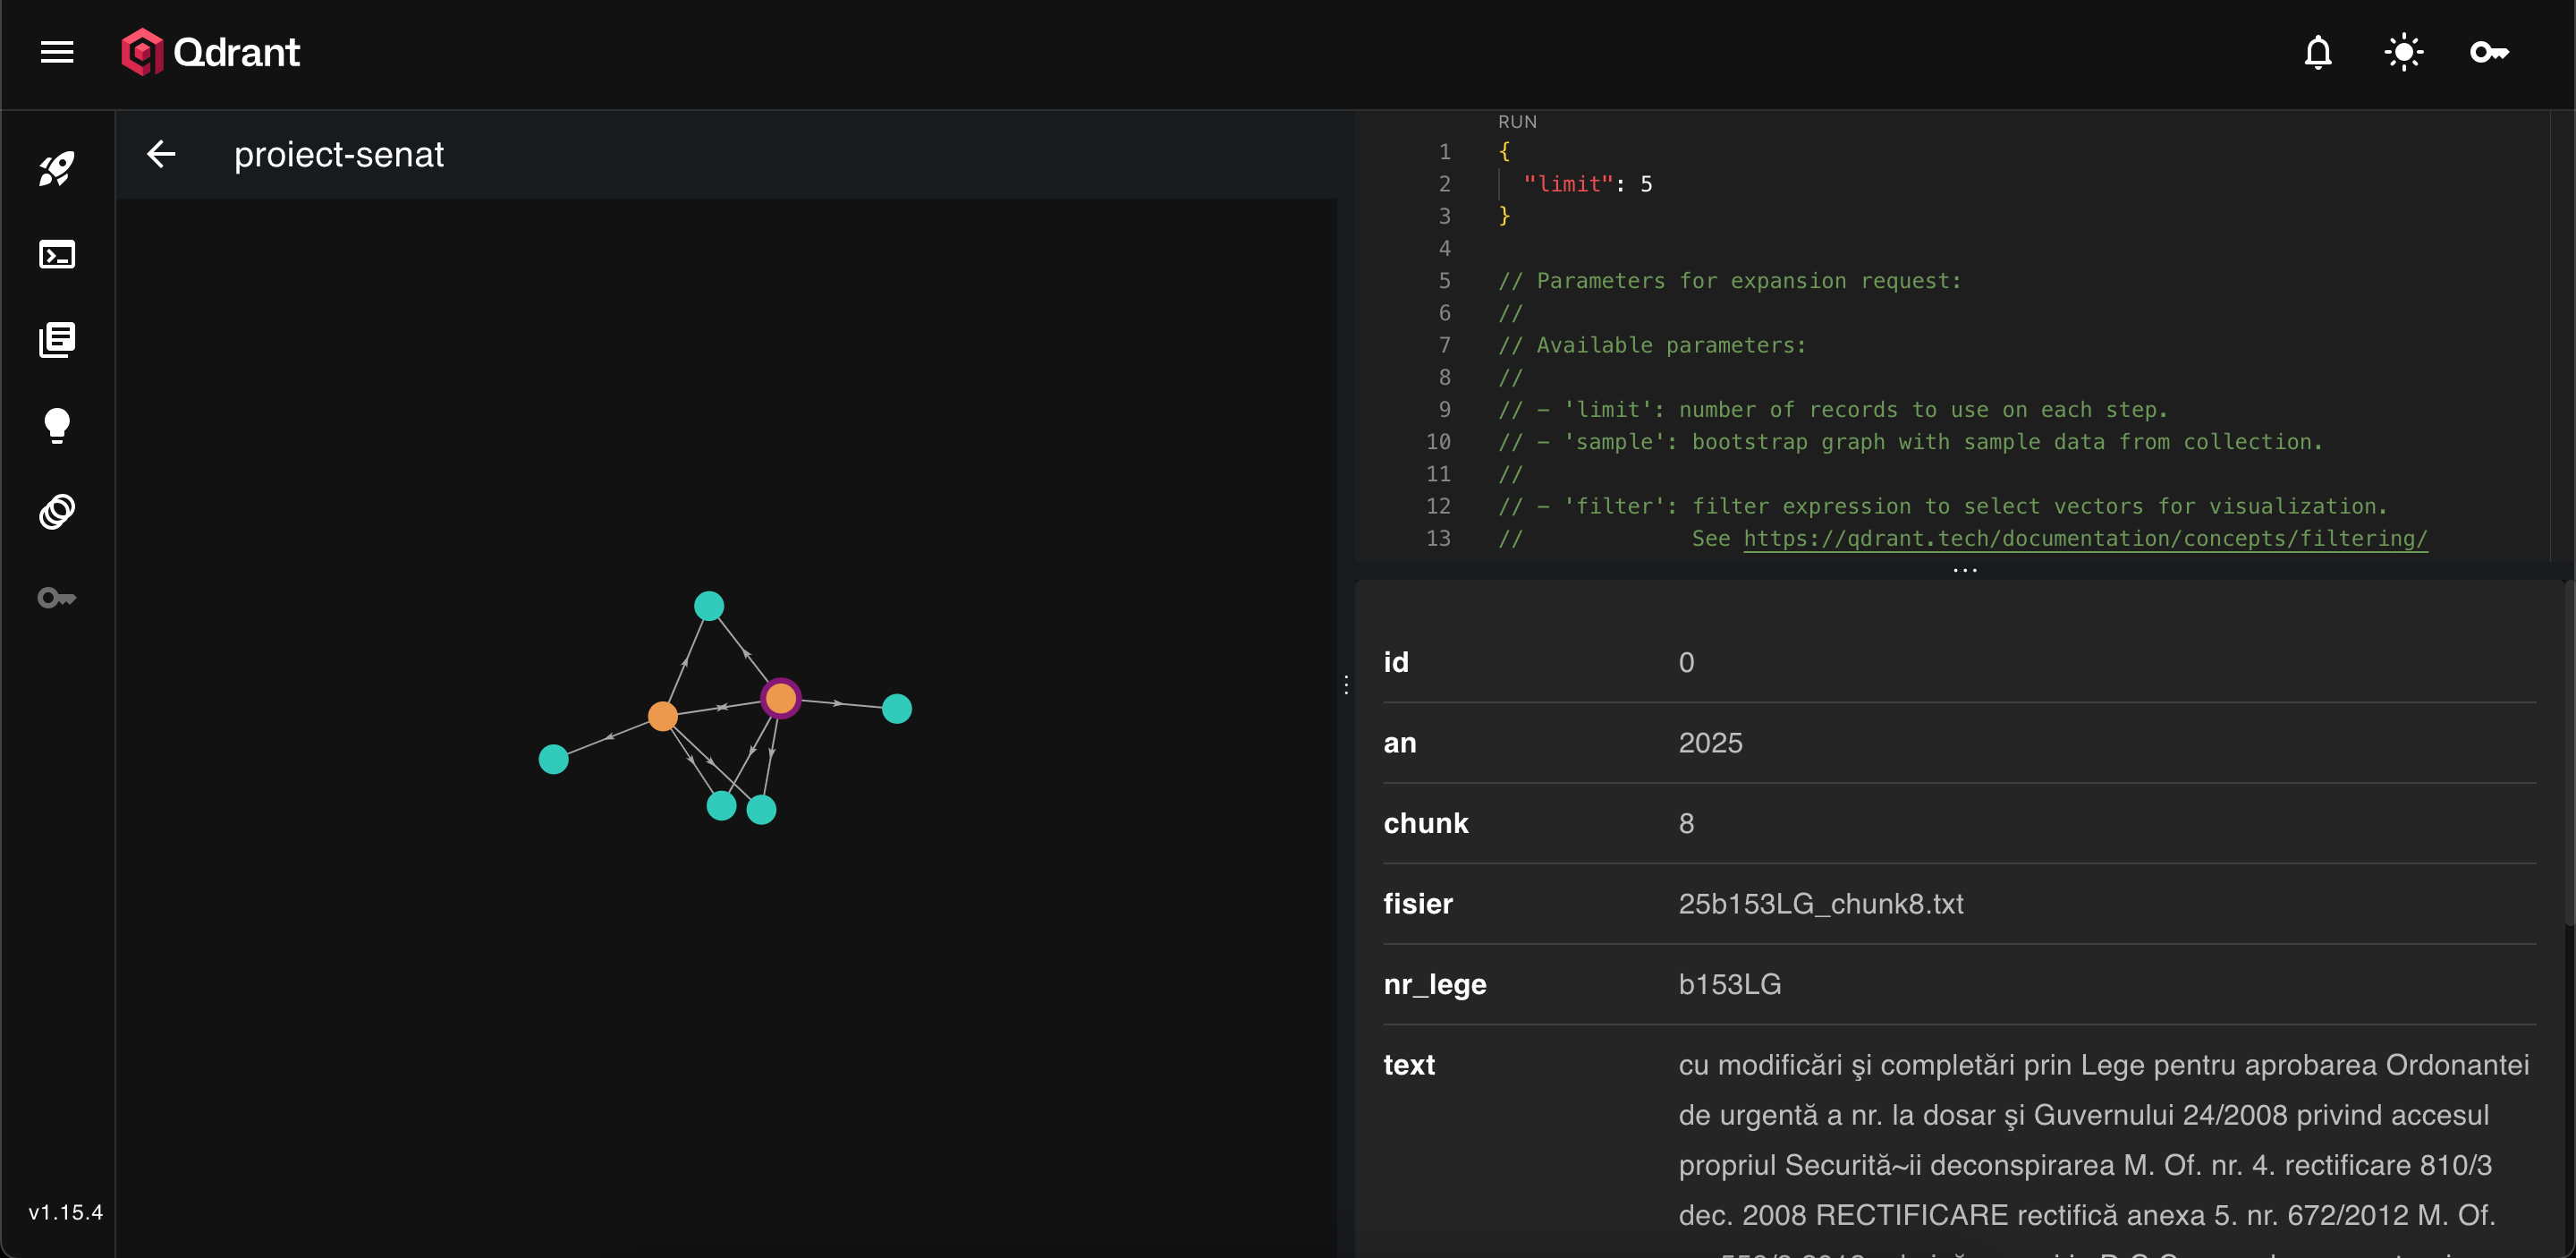 Qdrant
proiect-senat
RUN
1 {
2 "limit": 5
3 }
4
5 // Parameters for expansion request:
6 //
7 // Available parameters:
8 //
9 // - 'limit': number of records to use on each step.
10 // - 'sample': bootstrap graph with sample data from collection.
11 //
12 // - 'filter': filter expression to select vectors for visualization.
13 // See https://qdrant.tech/documentation/concepts/filtering/
id 0
an 2025
chunk 8
fisier 25b153LG_chunk8.txt
nr_lege b153LG
text cu modificări şi completări prin Lege pentru aprobarea Ordonantei
de urgentă a nr. la dosar şi Guvernului 24/2008 privind accesul
propriul Securită~ii deconspirarea M. Of. nr. 4. rectificare 810/3
dec. 2008 RECTIFICARE rectifică anexa 5. nr. 672/2012 M. Of.
v1.15.4